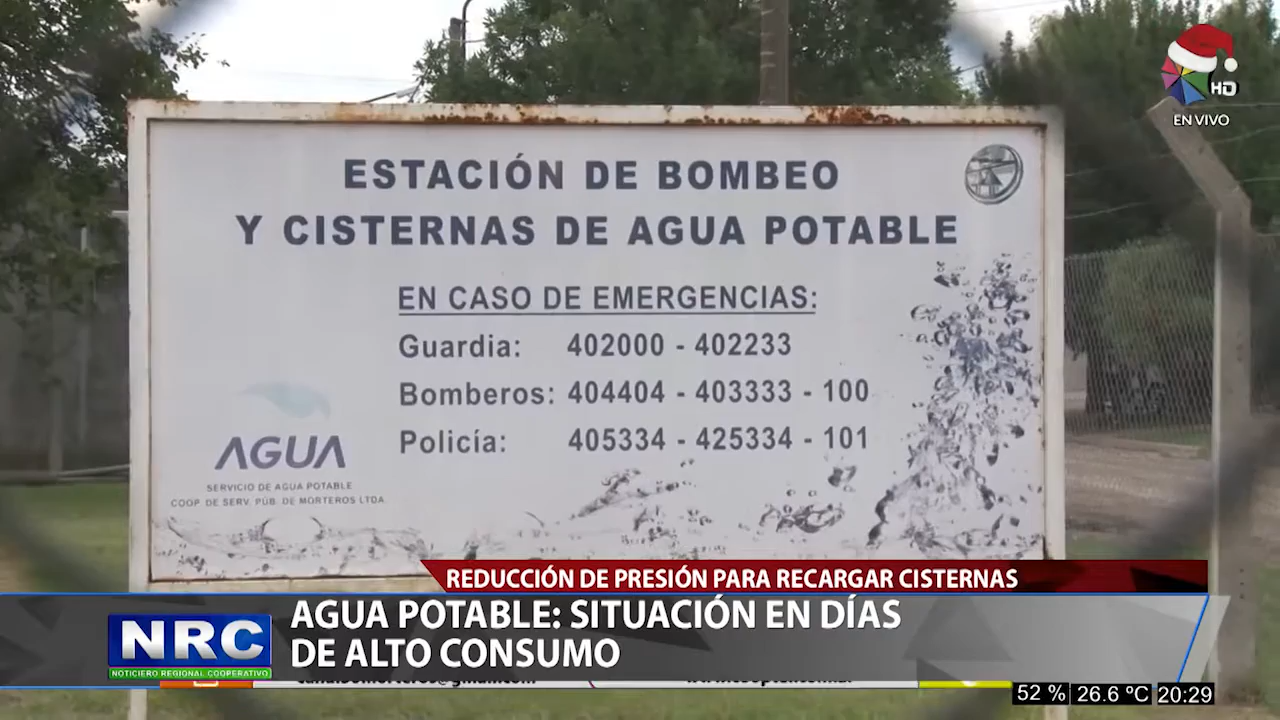 HD
EN VIVO
ESTACIÓN DE BOMBEO
Y CISTERNAS DE AGUA POTABLE
EN CASO DE EMERGENCIAS:
Guardia: 402000 - 402233
Bomberos: 404404 - 403333 - 100
Policía: 405334 - 425334 - 101
AGUA
SERVICIO DE AGUA POTABLE
COOP. DE SERV. PÚB. DE MORTEROS LTDA
REDUCCIÓN DE PRESIÓN PARA RECARGAR CISTERNAS
AGUA POTABLE: SITUACIÓN EN DÍAS
DE ALTO CONSUMO
NRC
NOTICIERO REGIONAL COOPERATIVO
52 % 26.6 ºC 20:29